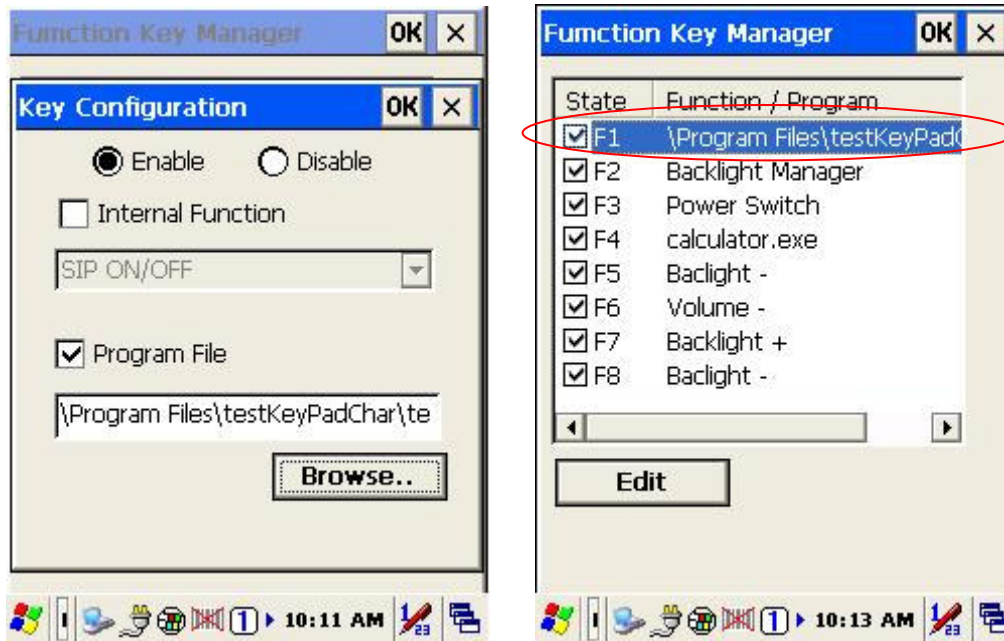 Fumction Key Manager OK ×
Key Configuration OK ×
Enable Disable
Internal Function
SIP ON/OFF
Program File
\Program Files\testKeyPadChar\te
Browse..
10:11 AM
Fumction Key Manager OK ×
State Function / Program
F1 \Program Files\testKeyPadC
F2 Backlight Manager
F3 Power Switch
F4 calculator.exe
F5 Baclight -
F6 Volume -
F7 Backlight +
F8 Baclight -
Edit
10:13 AM